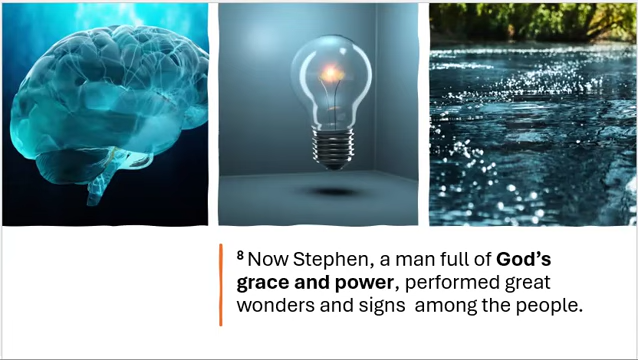 ⁸ Now Stephen, a man full of God’s
grace and power, performed great
wonders and signs  among the people.